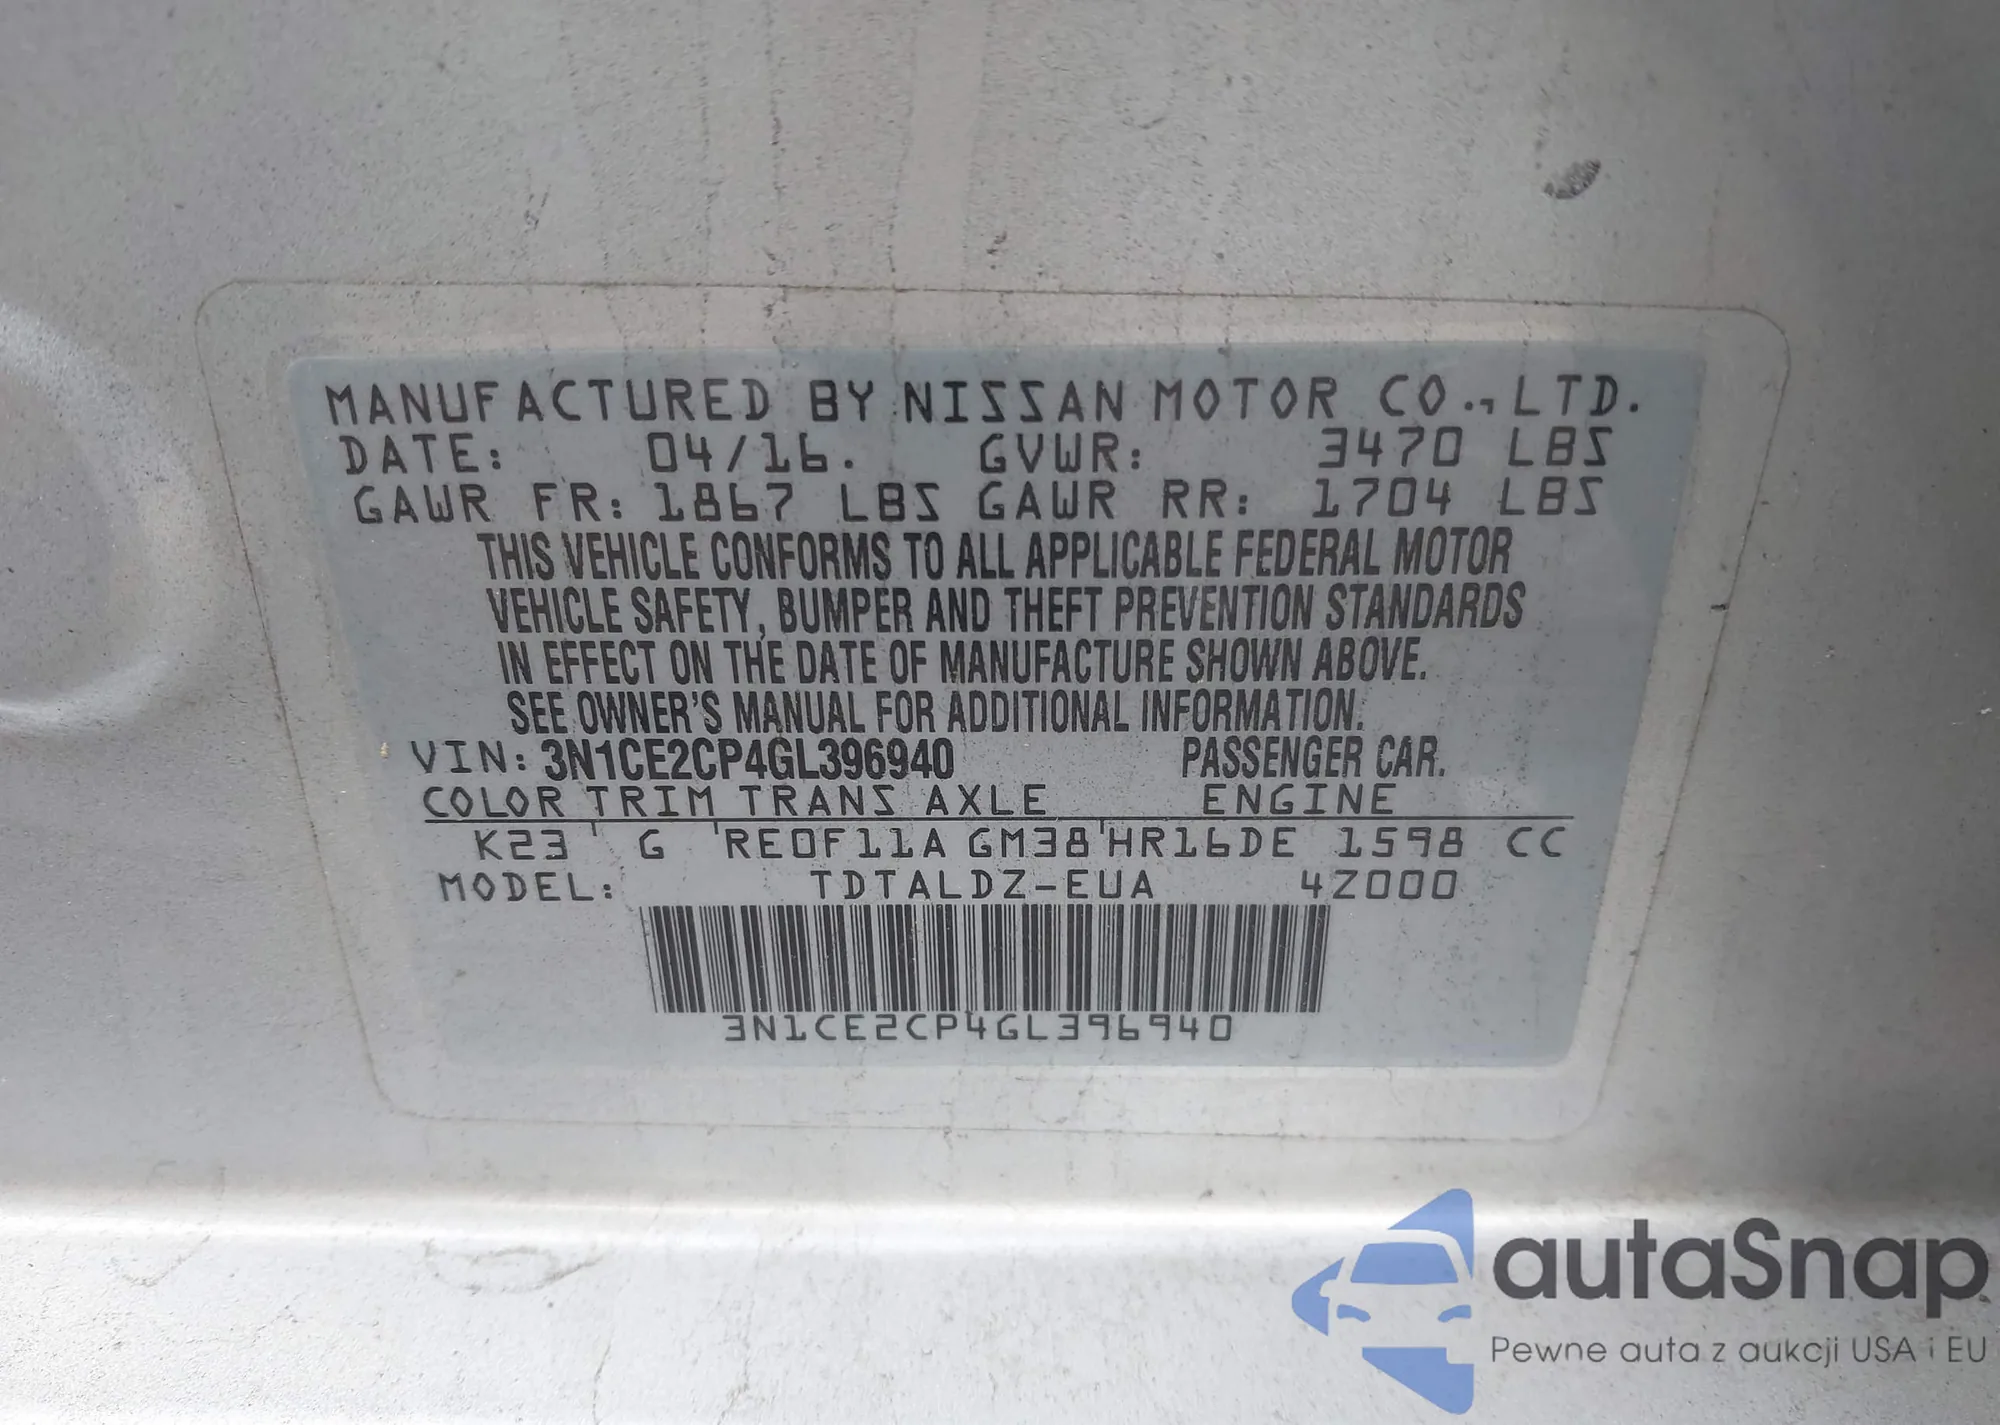 MANUFACTURED BY NISSAN MOTOR CO., LTD.
DATE: 04/16. GVWR: 3470 LBS
GAWR FR: 1867 LBS GAWR RR: 1704 LBS
THIS VEHICLE CONFORMS TO ALL APPLICABLE FEDERAL MOTOR
VEHICLE SAFETY, BUMPER AND THEFT PREVENTION STANDARDS
IN EFFECT ON THE DATE OF MANUFACTURE SHOWN ABOVE.
SEE OWNER'S MANUAL FOR ADDITIONAL INFORMATION.
VIN: 3N1CE2CP4GL396940 PASSENGER CAR.
COLOR TRIM TRANS AXLE ENGINE
K23 G RE0F11A GM38 HR16DE 1598 CC
MODEL: TDTALDZ-EUA 4Z000
3N1CE2CP4GL396940
autaSnap
Pewne auta z aukcji USA i EU